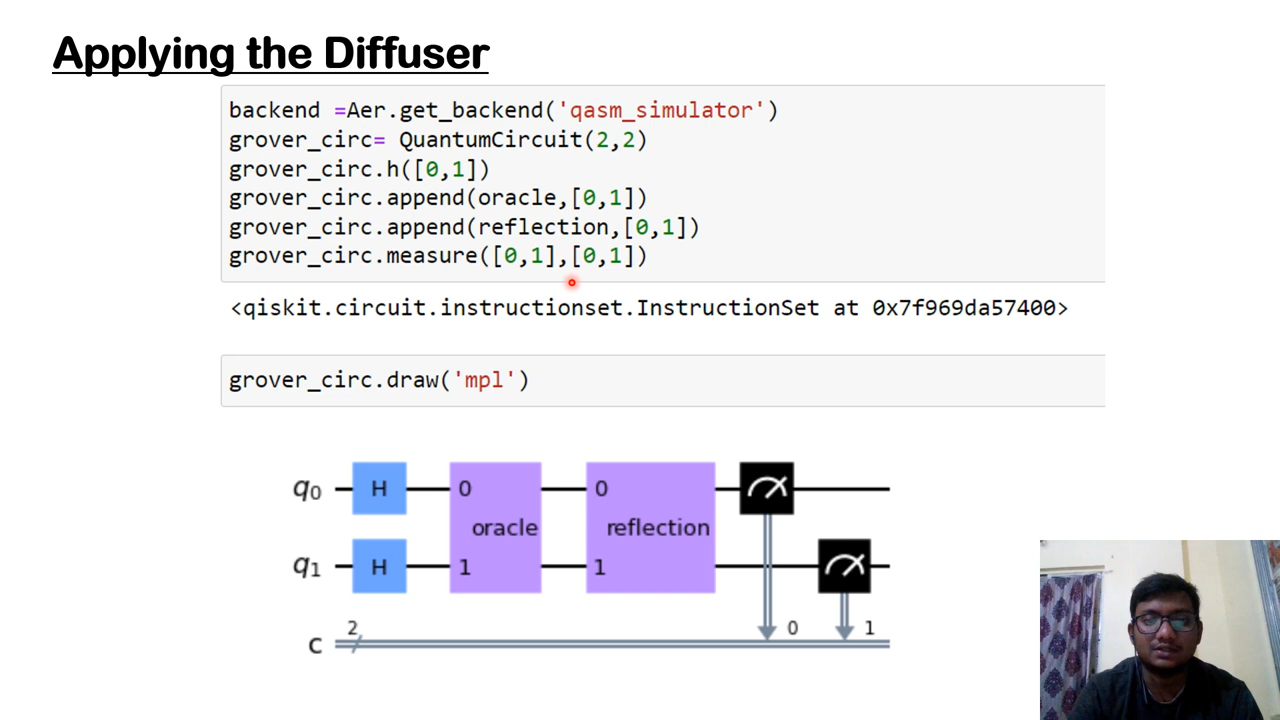 Applying the Diffuser
backend =Aer.get_backend('qasm_simulator')
grover_circ= QuantumCircuit(2,2)
grover_circ.h([0,1])
grover_circ.append(oracle,[0,1])
grover_circ.append(reflection,[0,1])
grover_circ.measure([0,1],[0,1])
<qiskit.circuit.instructionset.InstructionSet at 0x7f969da57400>
grover_circ.draw('mpl')
q0 H 0 0
oracle reflection
q1 H 1 1
2 0 1
c